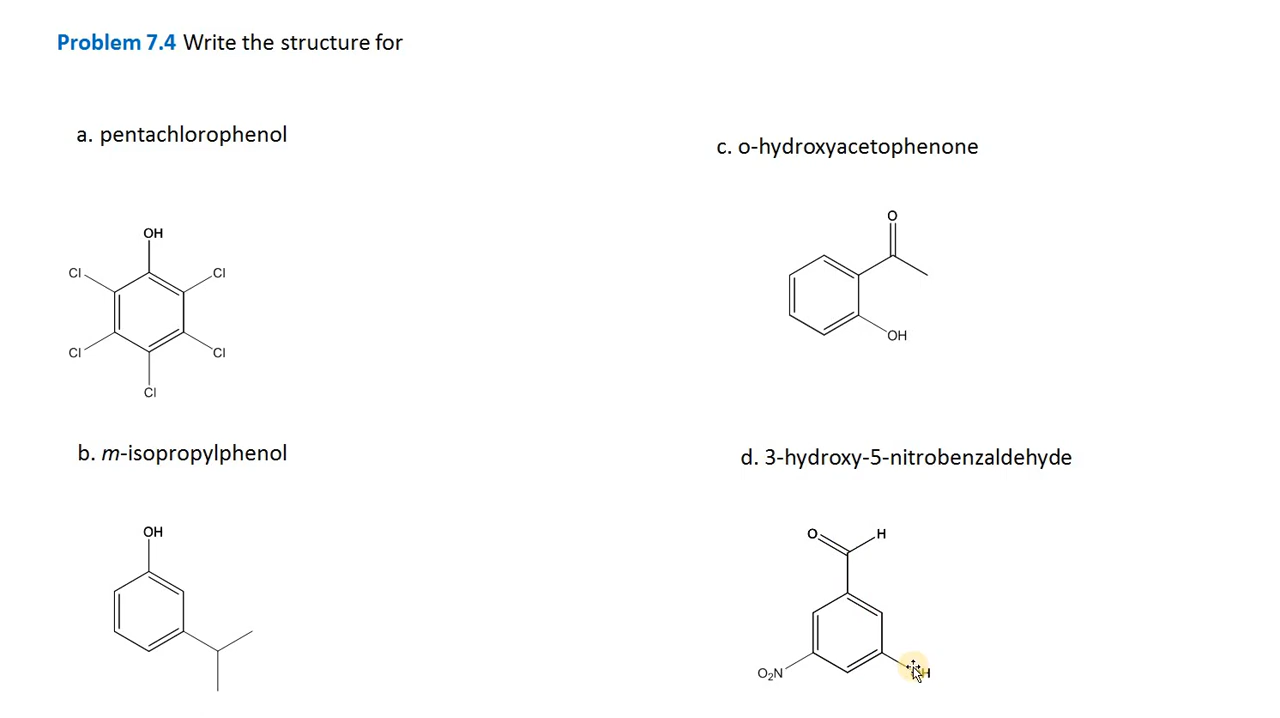 Problem 7.4 Write the structure for
a. pentachlorophenol
OH
Cl Cl
Cl Cl
Cl
b. m-isopropylphenol
OH
c. o-hydroxyacetophenone
O
OH
d. 3-hydroxy-5-nitrobenzaldehyde
O H
O₂N H